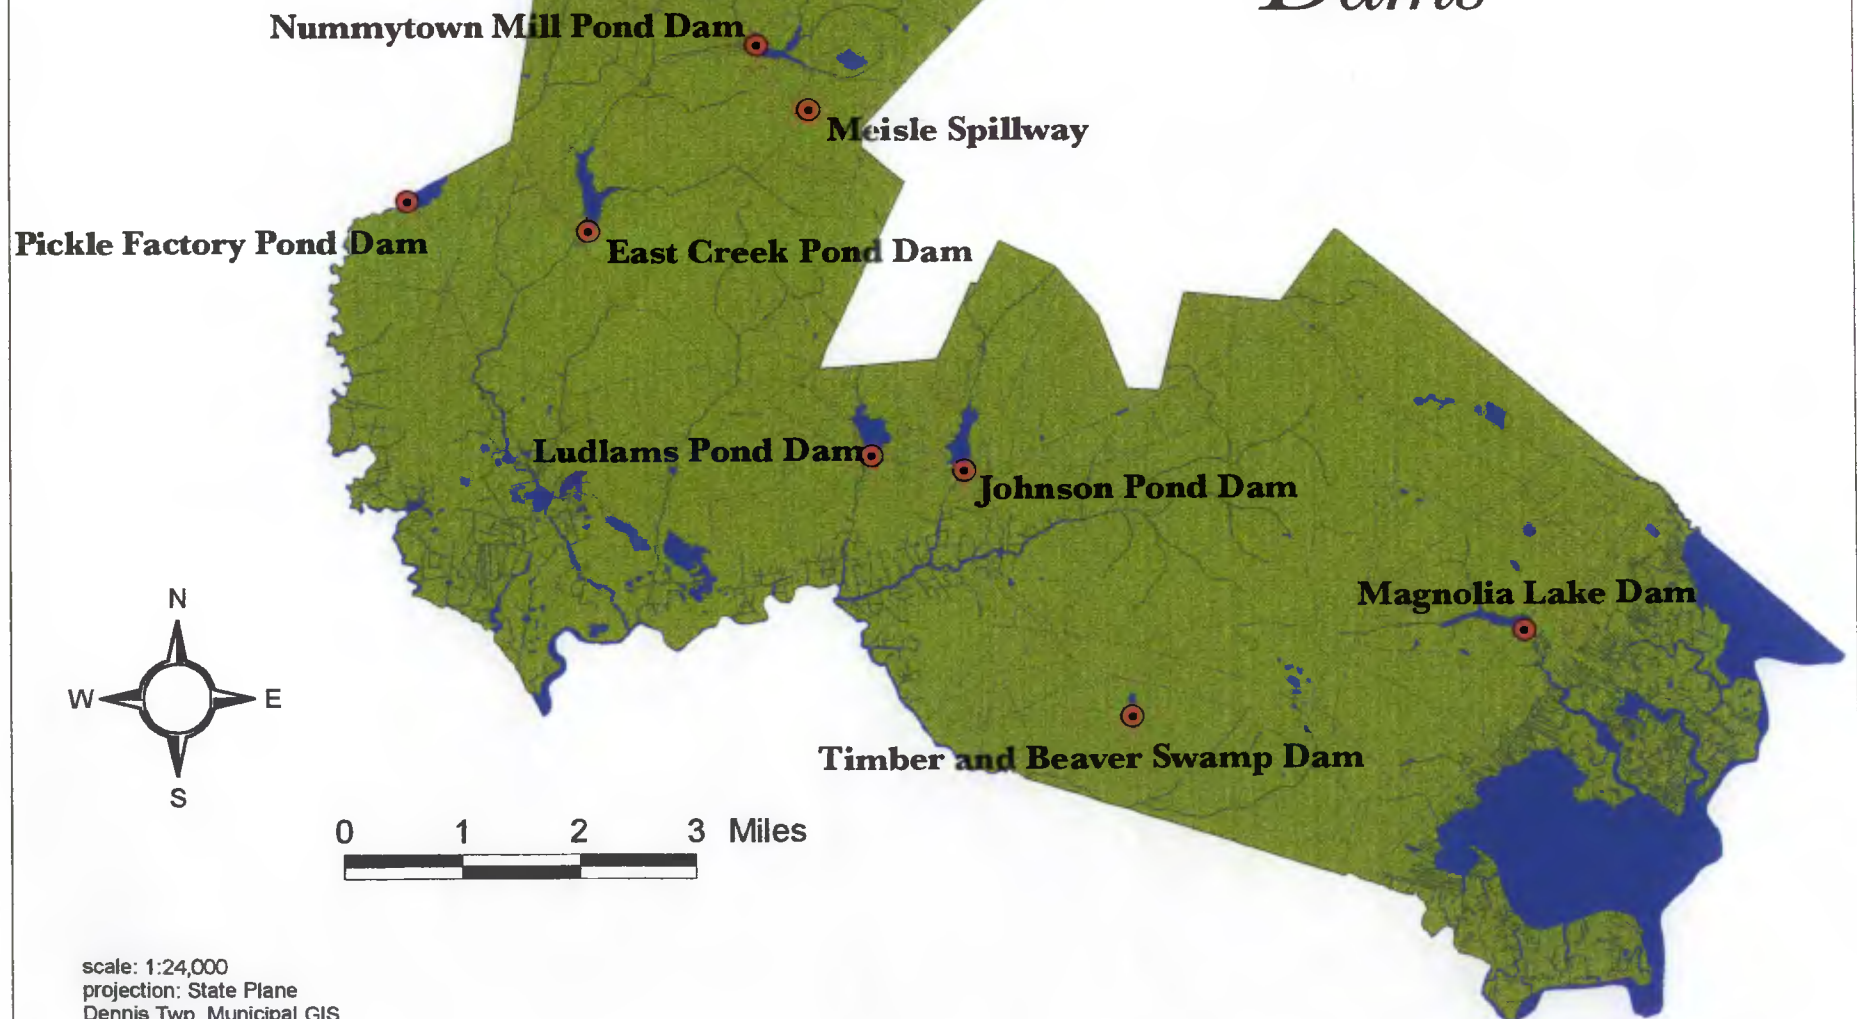 Dams
Nummytown Mill Pond Dam
Meisle Spillway
Pickle Factory Pond Dam
East Creek Pond Dam
Ludlams Pond Dam
Johnson Pond Dam
Magnolia Lake Dam
Timber and Beaver Swamp Dam
N
W E
S
0 1 2 3 Miles
scale: 1:24,000
projection: State Plane
Dennis Twp. Municipal GIS